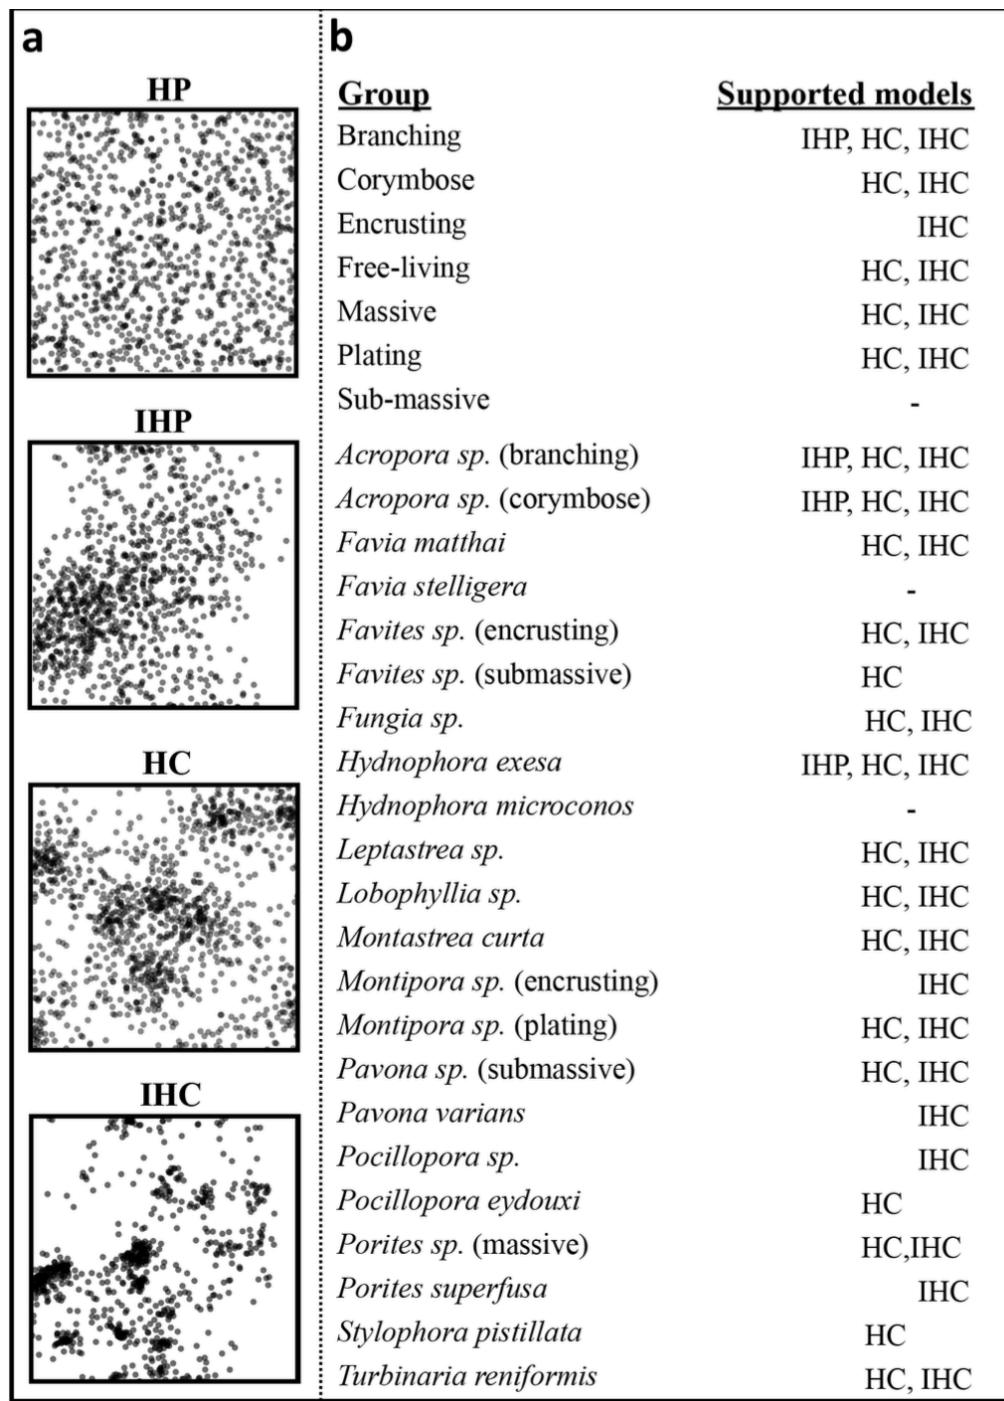 a
HP
IHP
HC
IHC
b
Group Supported models
Branching IHP, HC, IHC
Corymbose HC, IHC
Encrusting IHC
Free-living HC, IHC
Massive HC, IHC
Plating HC, IHC
Sub-massive -
Acropora sp. (branching) IHP, HC, IHC
Acropora sp. (corymbose) IHP, HC, IHC
Favia matthai HC, IHC
Favia stelligera -
Favites sp. (encrusting) HC, IHC
Favites sp. (submassive) HC
Fungia sp. HC, IHC
Hydnophora exesa IHP, HC, IHC
Hydnophora microconos -
Leptastrea sp. HC, IHC
Lobophyllia sp. HC, IHC
Montastrea curta HC, IHC
Montipora sp. (encrusting) IHC
Montipora sp. (plating) HC, IHC
Pavona sp. (submassive) HC, IHC
Pavona varians IHC
Pocillopora sp. IHC
Pocillopora eydouxi HC
Porites sp. (massive) HC,IHC
Porites superfusa IHC
Stylophora pistillata HC
Turbinaria reniformis HC, IHC